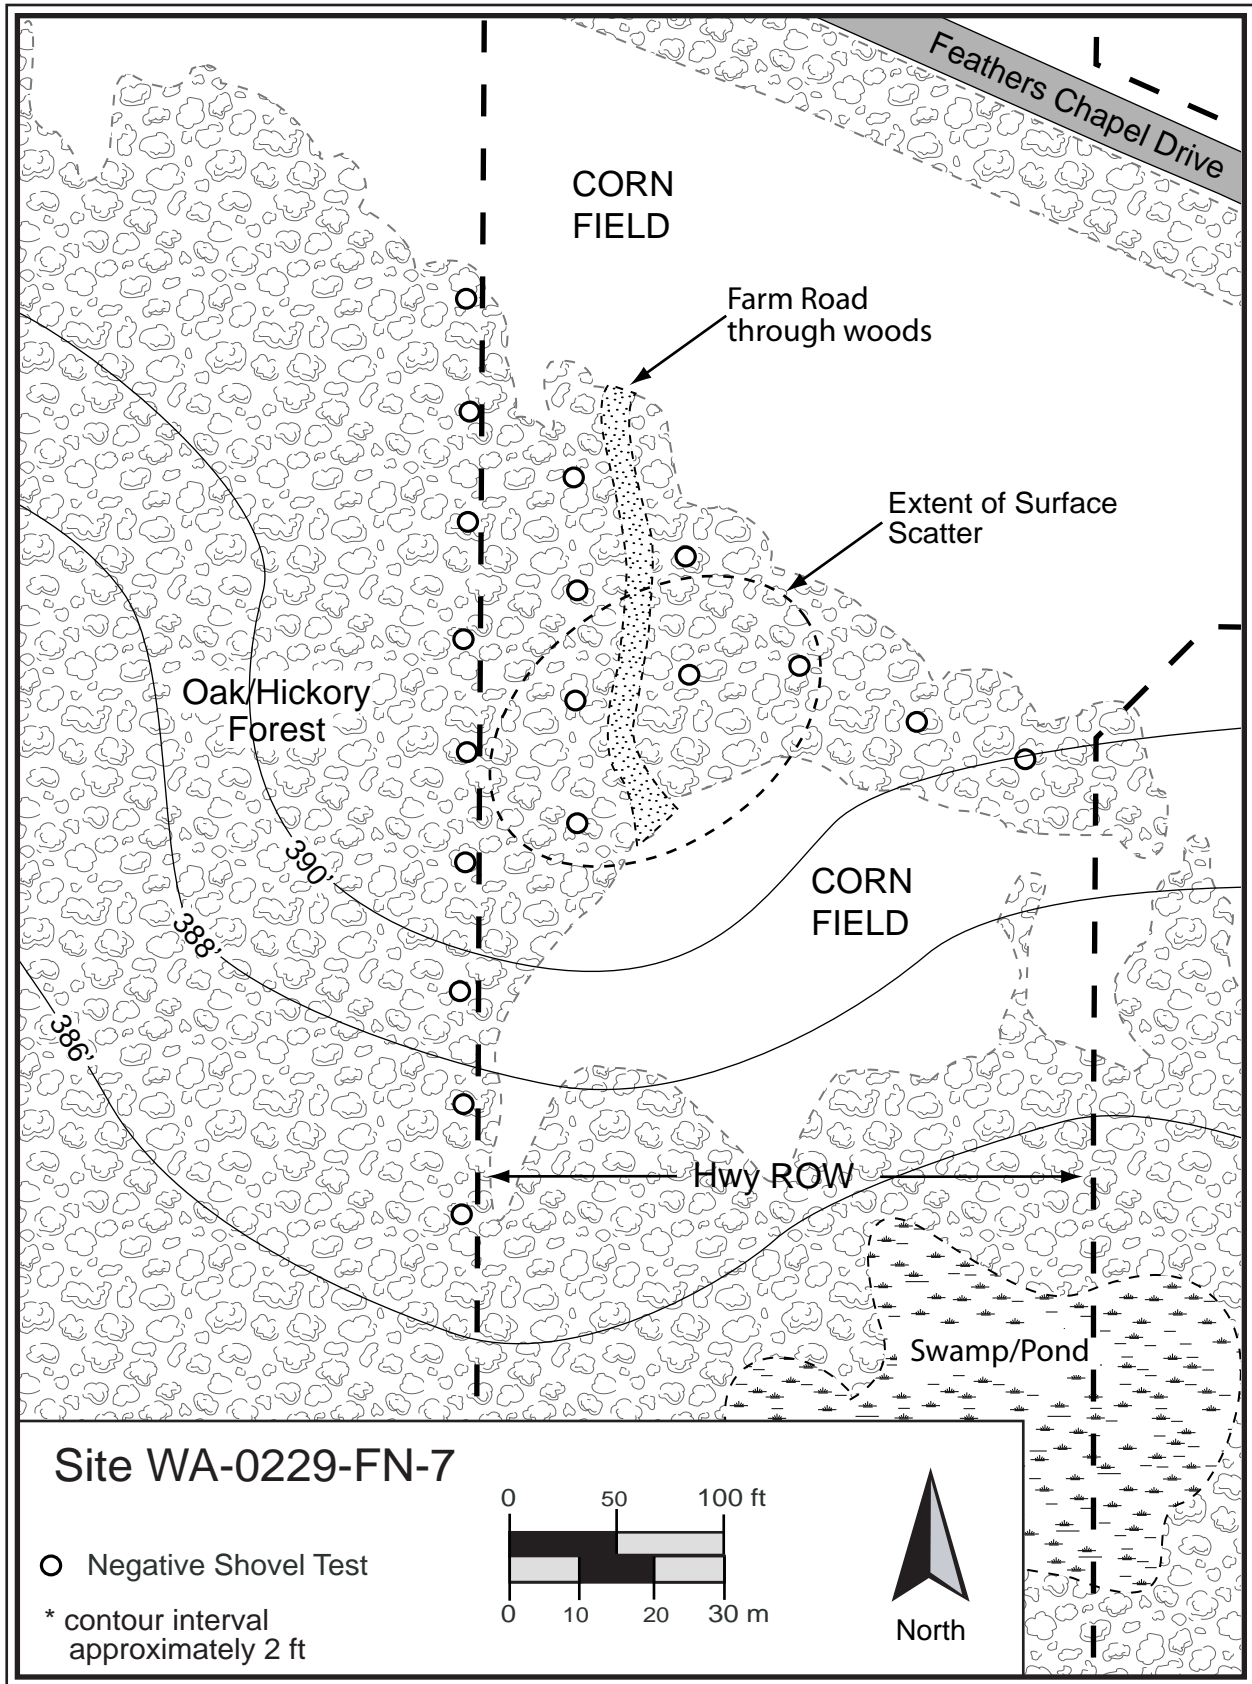 Feathers Chapel Drive
CORN
FIELD
Farm Road
through woods
Extent of Surface
Scatter
Oak/Hickory
Forest
390'
388'
386'
CORN
FIELD
Hwy ROW
Swamp/Pond
Site WA-0229-FN-7
Negative Shovel Test
* contour interval
approximately 2 ft
0 50 100 ft
0 10 20 30 m
North